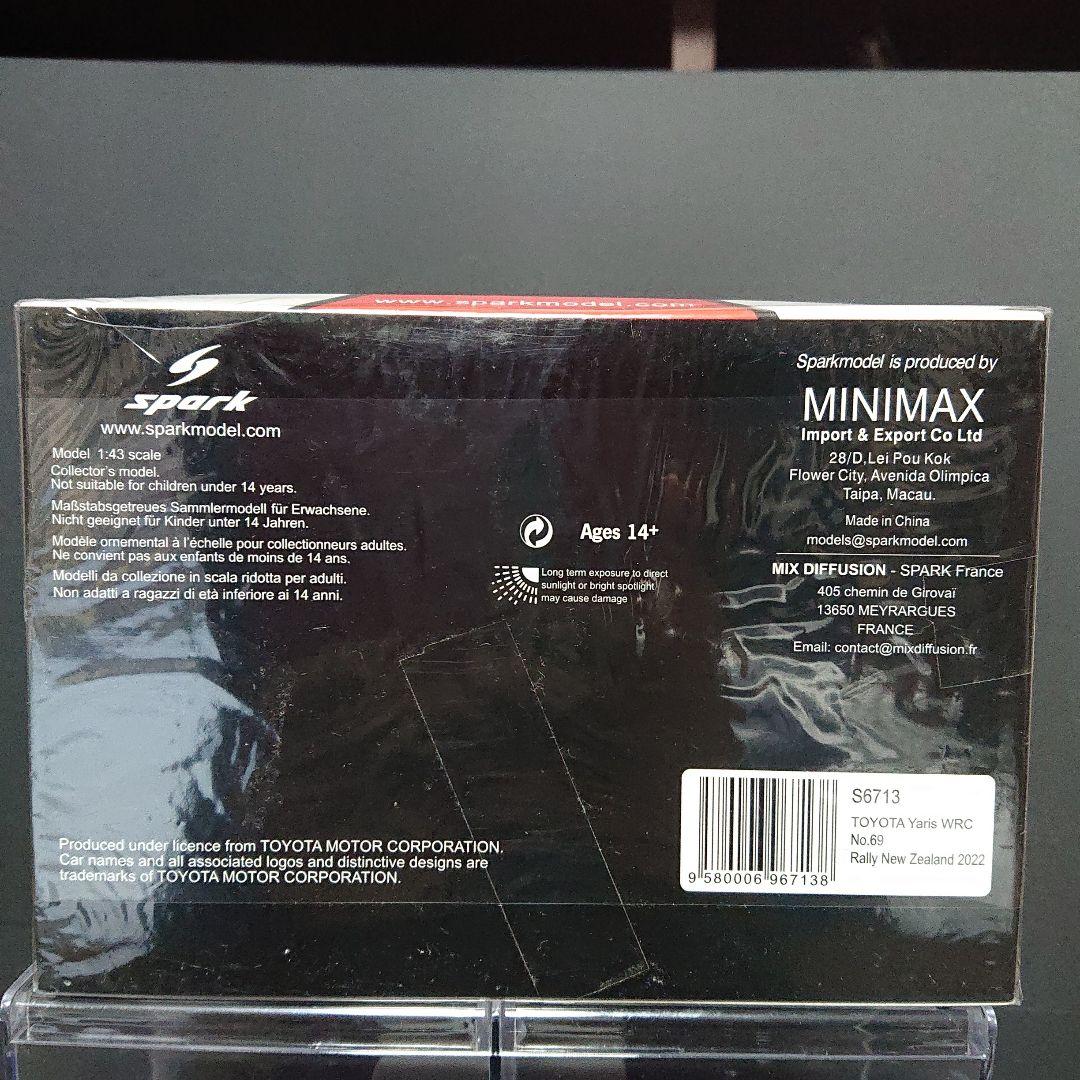 www.sparkmodel.com
spark
www.sparkmodel.com
Model 1:43 scale
Collector's model.
Not suitable for children under 14 years.
Maßstabsgetreues Sammlermodell für Erwachsene.
Nicht geeignet für Kinder unter 14 Jahren.
Modèle ornemental à l'échelle pour collectionneurs adultes.
Ne convient pas aux enfants de moins de 14 ans.
Modelli da collezione in scala ridotta per adulti.
Non adatti a ragazzi di età inferiore ai 14 anni.
Ages 14+
Long term exposure to direct
sunlight or bright spotlight
may cause damage
Sparkmodel is produced by
MINIMAX
Import & Export Co Ltd
28/D,Lei Pou Kok
Flower City, Avenida Olimpica
Taipa, Macau.
Made in China
models@sparkmodel.com
MIX DIFFUSION - SPARK France
405 chemin de Girovaï
13650 MEYRARGUES
FRANCE
Email: contact@mixdiffusion.fr
Produced under licence from TOYOTA MOTOR CORPORATION.
Car names and all associated logos and distinctive designs are
trademarks of TOYOTA MOTOR CORPORATION.
S6713
TOYOTA Yaris WRC
No.69
Rally New Zealand 2022
9 580006 967138